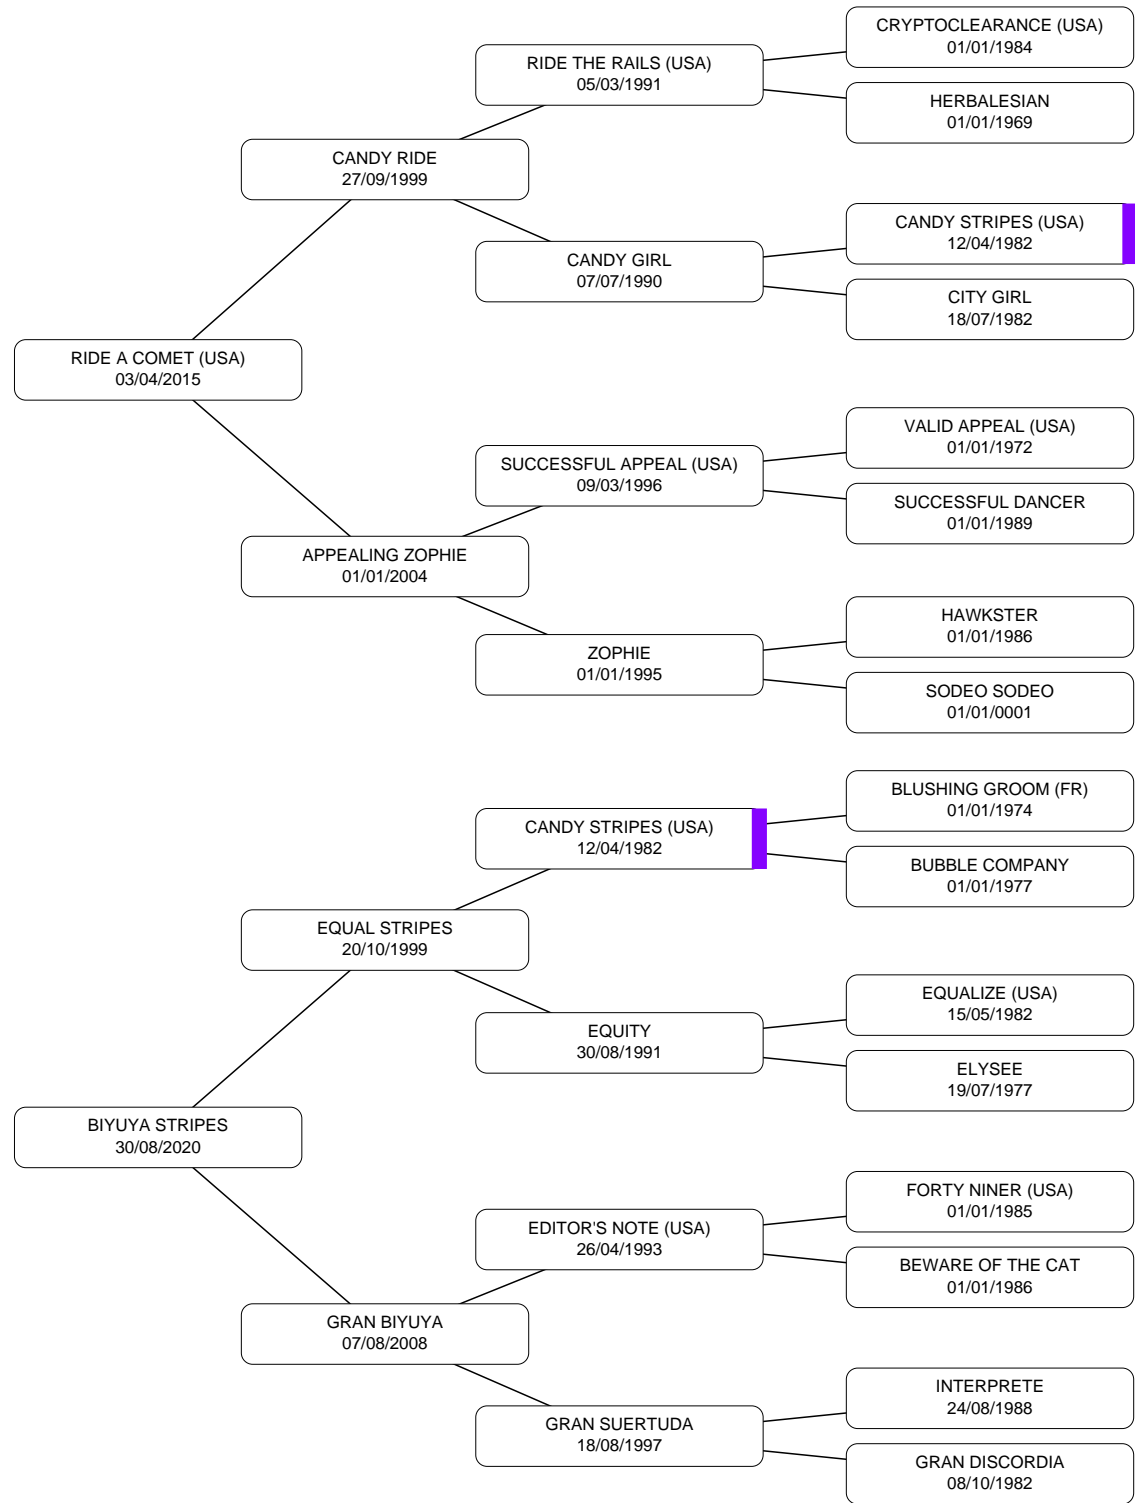 CRYPTOCLEARANCE (USA)
01/01/1984
RIDE THE RAILS (USA)
05/03/1991
HERBALESIAN
01/01/1969
CANDY RIDE
27/09/1999
CANDY STRIPES (USA)
12/04/1982
CANDY GIRL
07/07/1990
CITY GIRL
18/07/1982
RIDE A COMET (USA)
03/04/2015
VALID APPEAL (USA)
01/01/1972
SUCCESSFUL APPEAL (USA)
09/03/1996
SUCCESSFUL DANCER
01/01/1989
APPEALING ZOPHIE
01/01/2004
HAWKSTER
01/01/1986
ZOPHIE
01/01/1995
SODEO SODEO
01/01/0001
BLUSHING GROOM (FR)
01/01/1974
CANDY STRIPES (USA)
12/04/1982
BUBBLE COMPANY
01/01/1977
EQUAL STRIPES
20/10/1999
EQUALIZE (USA)
15/05/1982
EQUITY
30/08/1991
ELYSEE
19/07/1977
BIYUYA STRIPES
30/08/2020
FORTY NINER (USA)
01/01/1985
EDITOR'S NOTE (USA)
26/04/1993
BEWARE OF THE CAT
01/01/1986
GRAN BIYUYA
07/08/2008
INTERPRETE
24/08/1988
GRAN SUERTUDA
18/08/1997
GRAN DISCORDIA
08/10/1982